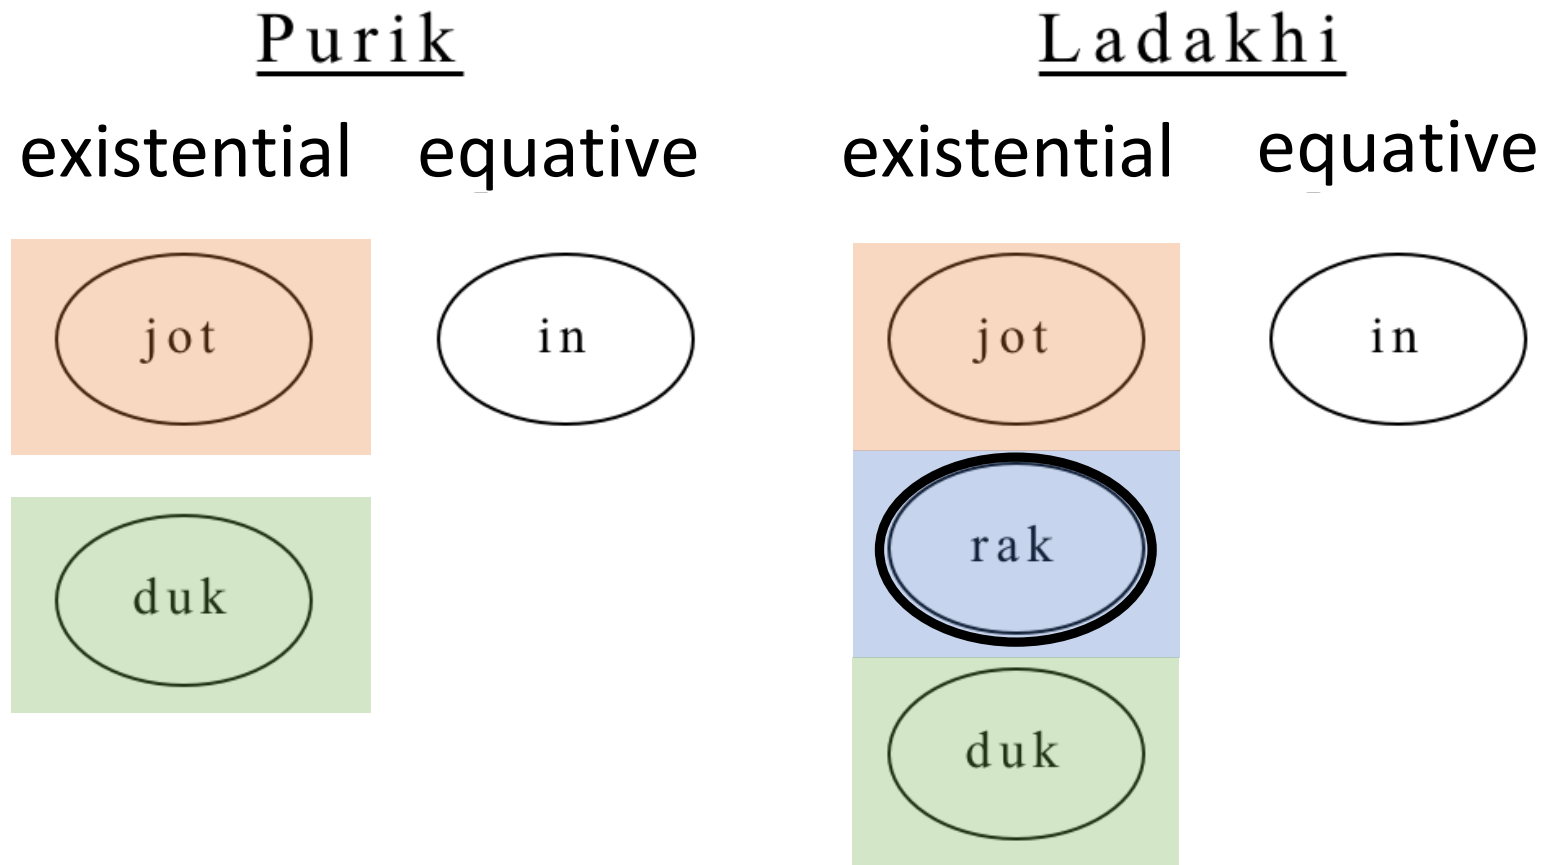 Purik Ladakhi
existential equative existential equative
jot in jot in
rak
duk
duk